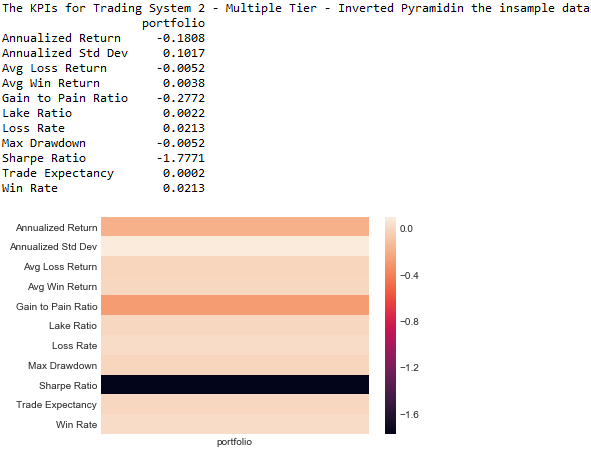 The KPIs for Trading System 2 - Multiple Tier - Inverted Pyramidin the insample data
portfolio
Annualized Return -0.1808
Annualized Std Dev 0.1017
Avg Loss Return -0.0052
Avg Win Return 0.0038
Gain to Pain Ratio -0.2772
Lake Ratio 0.0022
Loss Rate 0.0213
Max Drawdown -0.0052
Sharpe Ratio -1.7771
Trade Expectancy 0.0002
Win Rate 0.0213
Annualized Return
Annualized Std Dev
Avg Loss Return
Avg Win Return
Gain to Pain Ratio
Lake Ratio
Loss Rate
Max Drawdown
Sharpe Ratio
Trade Expectancy
Win Rate
portfolio
0.0
−0.4
−0.8
−1.2
−1.6